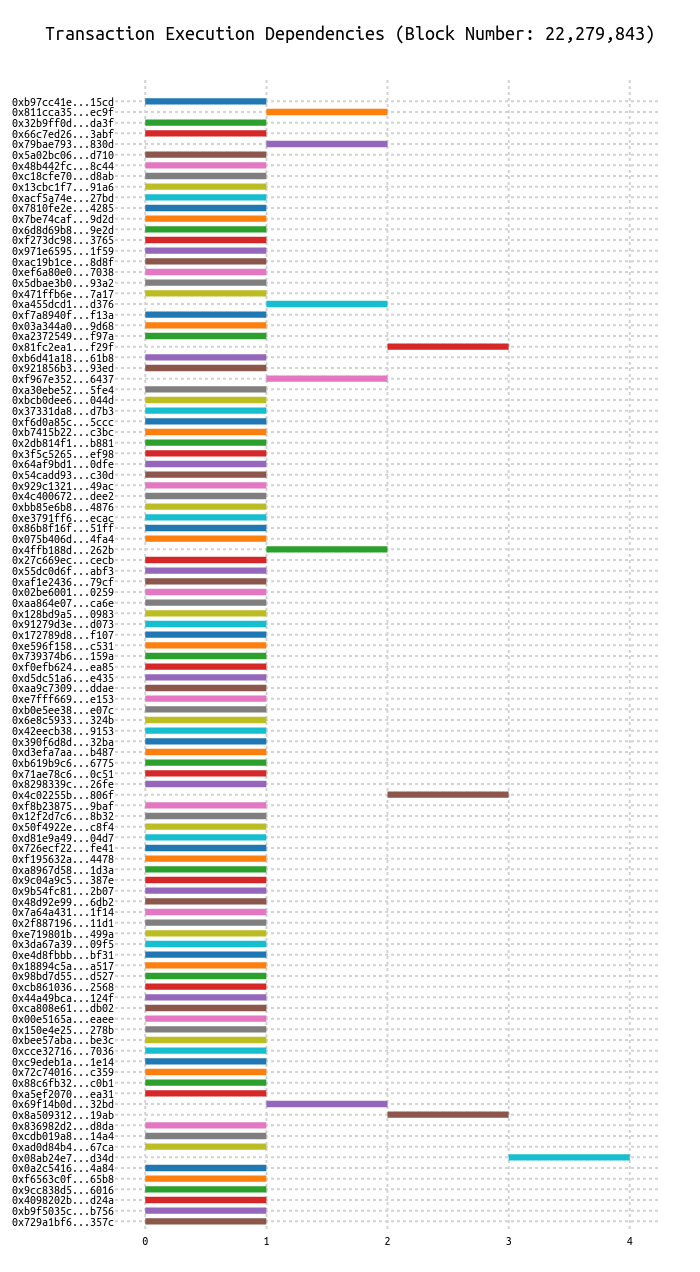 Transaction Execution Dependencies (Block Number: 22,279,843)
0xb97cc41e...15cd
0x811cca35...ec9f
0x32b9ff0d...da3f
0x66c7ed26...3abf
0x79bae793...830d
0x5a02bc06...d710
0x48b442fc...8c44
0xc18cfe70...d8ab
0x13cbc1f7...91a6
0xacf5a74e...27bd
0x7810fe2e...4285
0x7be74caf...9d2d
0x6d8d69b8...9e2d
0xf273dc98...3765
0x971e6595...1f59
0xac19b1ce...8d8f
0xef6a80e0...7038
0x5dbae3b0...93a2
0x471ffb6e...7a17
0xa455dcd1...d376
0xf7a8940f...f13a
0x03a344a0...9d68
0xa2372549...f97a
0x81fc2ea1...f29f
0xb6d41a18...61b8
0x921856b3...93ed
0xf967e352...6437
0xa30ebe52...5fe4
0xbcb0dee6...044d
0x37331da8...d7b3
0xf6d0a85c...5ccc
0xb7415b22...c3bc
0x2db814f1...b881
0x3f5c5265...ef98
0x64af9bd1...0dfe
0x54cadd93...c30d
0x929c1321...49ac
0x4c400672...dee2
0xbb85e6b8...4876
0xe3791ff6...ecac
0x86b8f16f...51ff
0x075b406d...4fa4
0x4ffb188d...262b
0x27c669ec...cecb
0x55dc0d6f...abf3
0xaf1e2436...79cf
0x02be6001...0259
0xaa864e07...ca6e
0x128bd9a5...0983
0x91279d3e...d073
0x172789d8...f107
0xe596f158...c531
0x739374b6...159a
0xf0efb624...ea85
0xd5dc51a6...e435
0xaa9c7309...ddae
0xe7fff669...e153
0xb0e5ee38...e07c
0x6e8c5933...324b
0x42eecb38...9153
0x390f6d8d...32ba
0xd3efa7aa...b487
0xb619b9c6...6775
0x71ae78c6...0c51
0x8298339c...26fe
0x4c02255b...806f
0xf8b23875...9baf
0x12f2d7c6...8b32
0x50f4922e...c8f4
0xd81e9a49...04d7
0x726ecf22...fe41
0xf195632a...4478
0xa8967d58...1d3a
0x9c04a9c5...387e
0x9b54fc81...2b07
0x48d92e99...6db2
0x7a64a431...1f14
0x2f887196...11d1
0xe719801b...499a
0x3da67a39...09f5
0xe4d8fbbb...bf31
0x18894c5a...a517
0x98bd7d55...d527
0xcb861036...2568
0x44a49bca...124f
0xca808e61...db02
0x00e5165a...eaee
0x150e4e25...278b
0xbee57aba...be3c
0xcce32716...7036
0xc9edeb1a...1e14
0x72c74016...c359
0x88c6fb32...c0b1
0xa5ef2070...ea31
0x69f14b0d...32bd
0x8a509312...19ab
0x836982d2...d8da
0xcdb019a8...14a4
0xad0d84b4...67ca
0x08ab24e7...d34d
0x0a2c5416...4a84
0xf6563c0f...65b8
0x9cc838d5...6016
0x4098202b...d24a
0xb9f5035c...b756
0x729a1bf6...357c
0 1 2 3 4